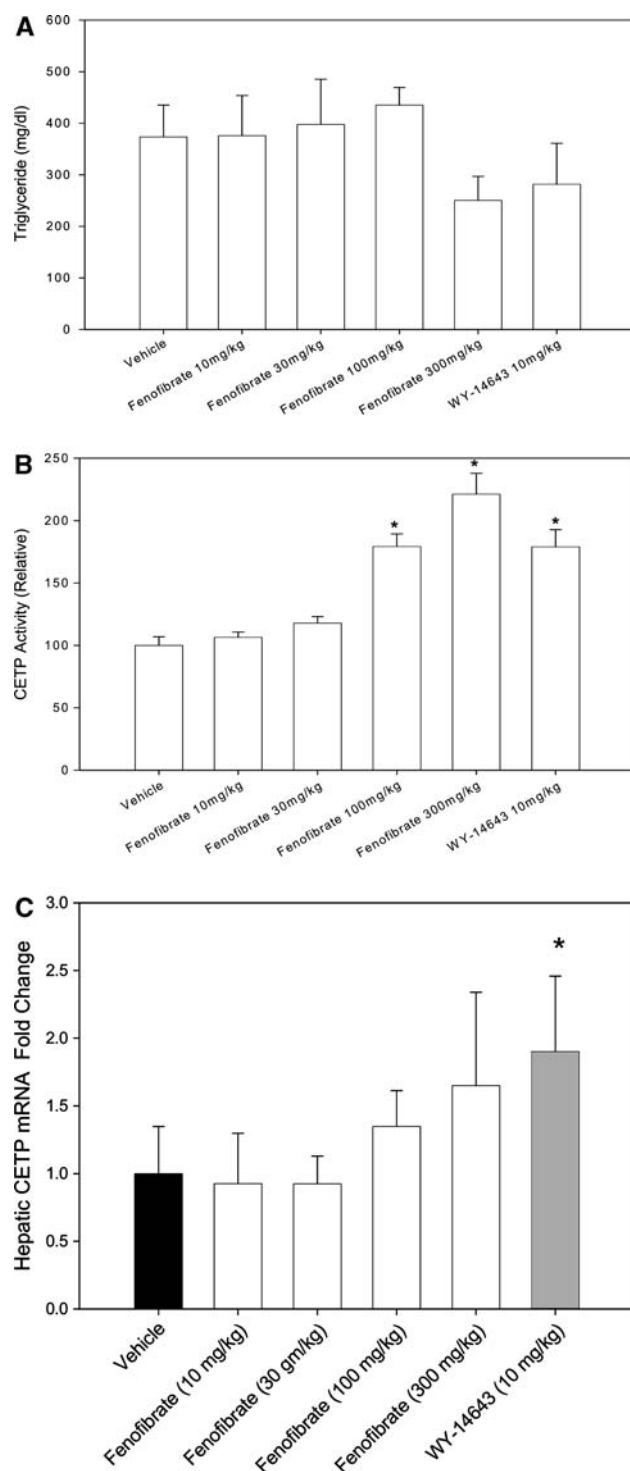 A
600
500
400
300
200
100
0
Triglyceride (mg/dl)
Vehicle
Fenofibrate 10mg/kg
Fenofibrate 30mg/kg
Fenofibrate 100mg/kg
Fenofibrate 300mg/kg
WY-14643 10mg/kg
B
250
200
150
100
50
0
CETP Activity (Relative)
*
*
*
Vehicle
Fenofibrate 10mg/kg
Fenofibrate 30mg/kg
Fenofibrate 100mg/kg
Fenofibrate 300mg/kg
WY-14643 10mg/kg
C
3.0
2.5
2.0
1.5
1.0
0.5
0.0
Hepatic CETP mRNA Fold Change
*
Vehicle
Fenofibrate (10 mg/kg)
Fenofibrate (30 gm/kg)
Fenofibrate (100 mg/kg)
Fenofibrate (300 mg/kg)
WY-14643 (10 mg/kg)